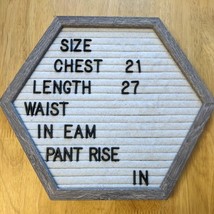 SIZE
CHEST 21
LENGTH 27
WAIST
IN EAM
PANT RISE
IN